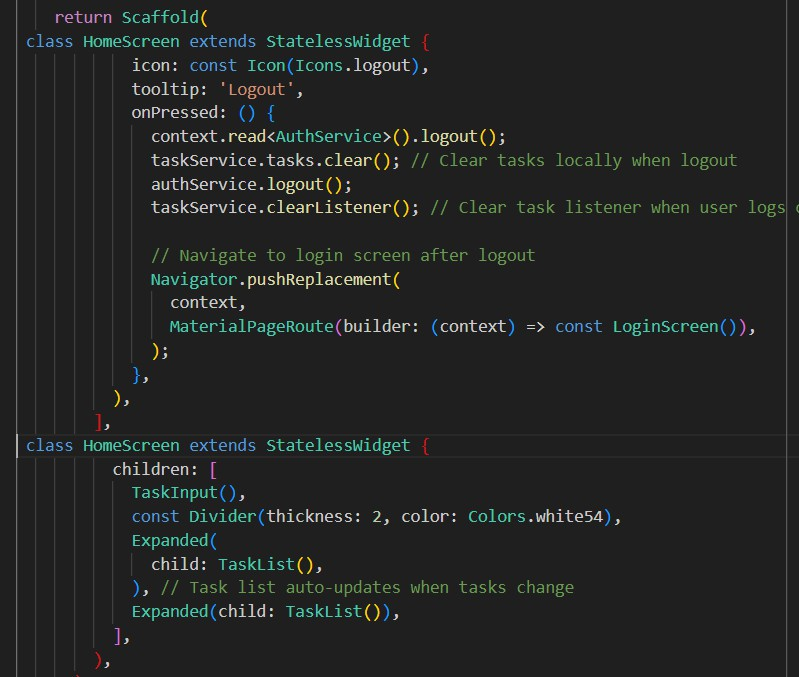 return Scaffold(
class HomeScreen extends StatelessWidget {
icon: const Icon(Icons.logout),
tooltip: 'Logout',
onPressed: () {
context.read<AuthService>().logout();
taskService.tasks.clear(); // Clear tasks locally when logout
authService.logout();
taskService.clearListener(); // Clear task listener when user logs
// Navigate to login screen after logout
Navigator.pushReplacement(
context,
MaterialPageRoute(builder: (context) => const LoginScreen()),
);
},
),
],
class HomeScreen extends StatelessWidget {
children: [
TaskInput(),
const Divider(thickness: 2, color: Colors.white54),
Expanded(
child: TaskList(),
), // Task list auto-updates when tasks change
Expanded(child: TaskList()),
],
),